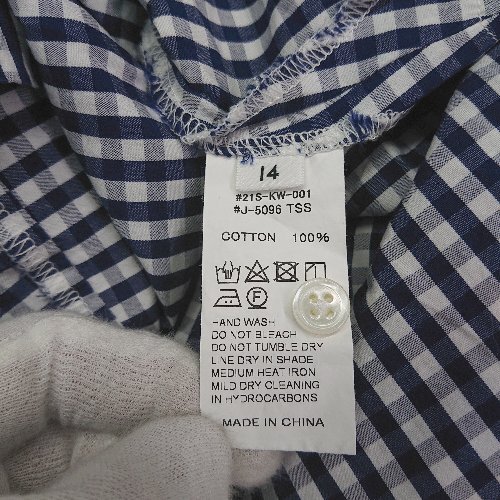 14
#21S-KW-001
#J-5096 TSS
COTTON 100%
F
HAND WASH
DO NOT BLEACH
DO NOT TUMBLE DRY
LINE DRY IN SHADE
MEDIUM HEAT IRON
MILD DRY CLEANING
IN HYDROCARBONS
MADE IN CHINA